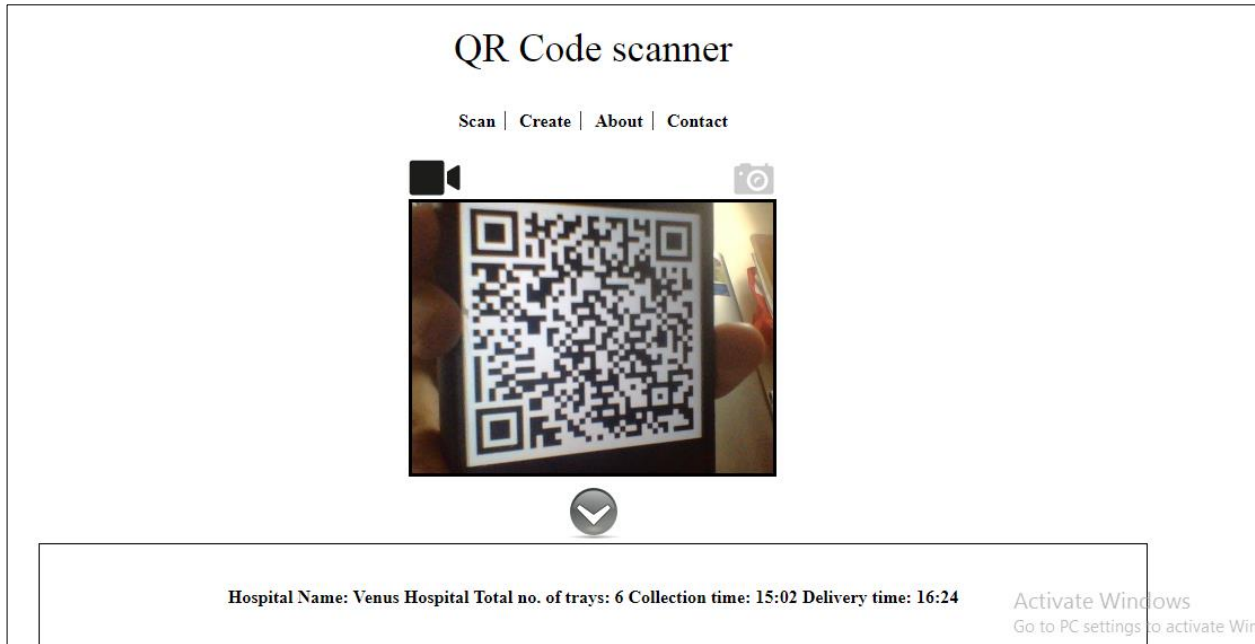 QR Code scanner
Scan | Create | About | Contact
Hospital Name: Venus Hospital Total no. of trays: 6 Collection time: 15:02 Delivery time: 16:24
Activate Windows
Go to PC settings to activate Win